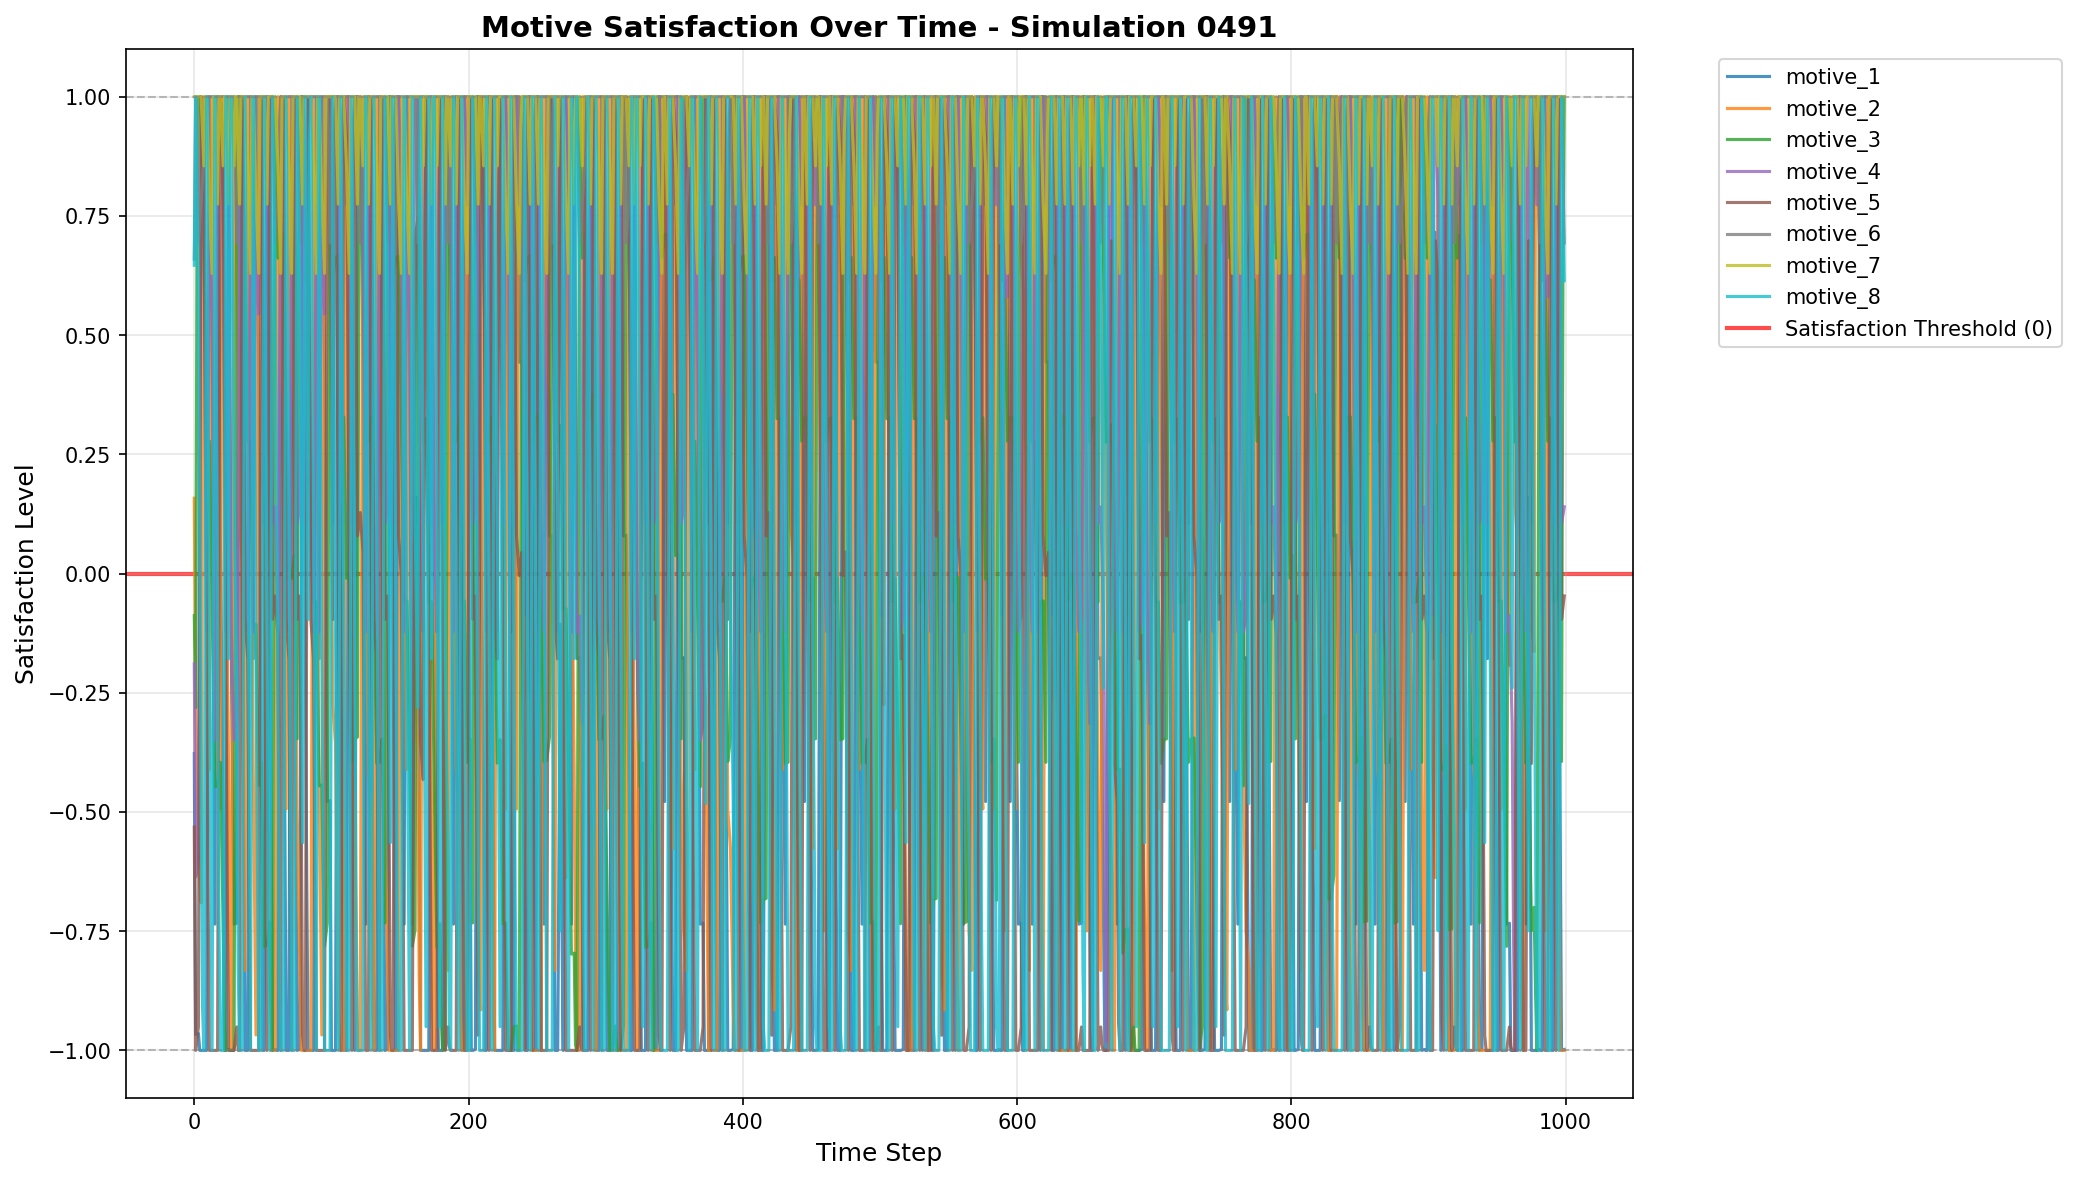 Motive Satisfaction Over Time - Simulation 0491
1.00
0.75
0.50
0.25
0.00
−0.25
−0.50
−0.75
−1.00
Satisfaction Level
0
200
400
600
800
1000
Time Step
motive_1
motive_2
motive_3
motive_4
motive_5
motive_6
motive_7
motive_8
Satisfaction Threshold (0)